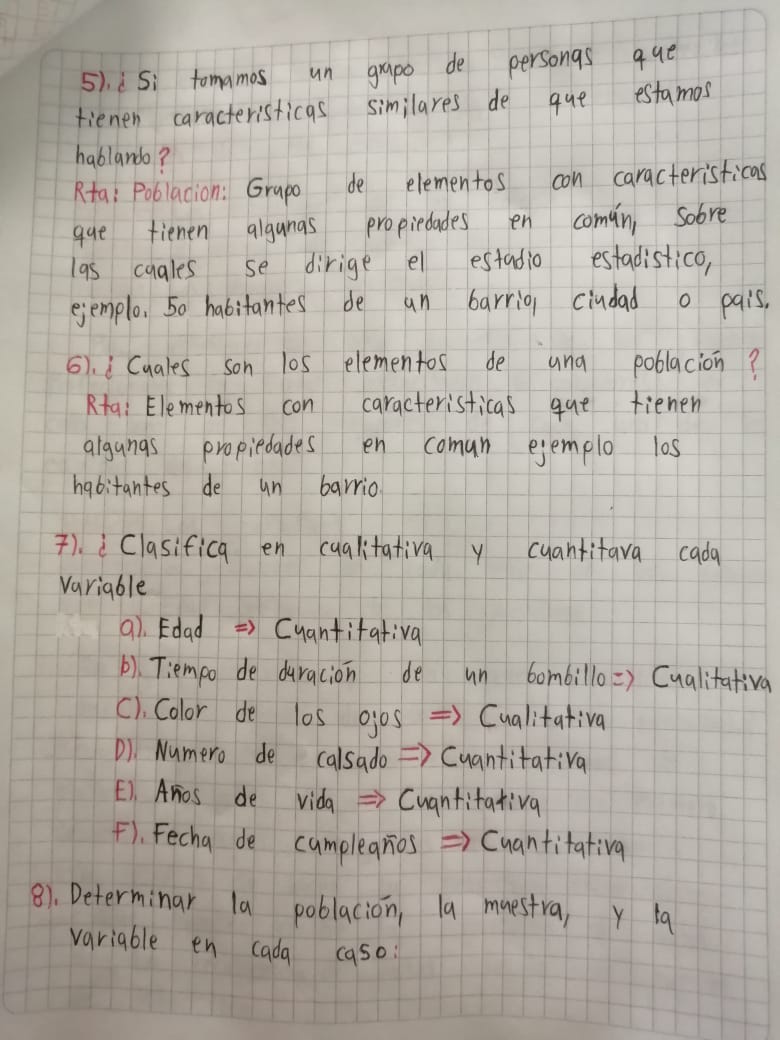 5). ¿ Si tomamos un grupo de personas que
tienen caracteristicas similares de que estamos
hablando?
Rta: Poblacion: Grupo de elementos con caracteristicas
que tienen algunas propiedades en común, sobre
las cuales se dirige el estadio estadistico,
ejemplo. 50 habitantes de un barrio, ciudad o pais.
6). ¿ Cuales son los elementos de una población?
Rta: Elementos con caracteristicas que tienen
algunas propiedades en comun ejemplo los
habitantes de un barrio.
7). ¿ Clasifica en cualitativa y cuantitava cada
variable
a). Edad => Cuantitativa
b). Tiempo de duración de un bombillo => Cualitativa
C). Color de los ojos => Cualitativa
D). Numero de calsado => Cuantitativa
E). Años de vida => Cuantitativa
F). Fecha de cumpleaños => Cuantitativa
8). Determinar la población, la muestra, y la
variable en cada caso: